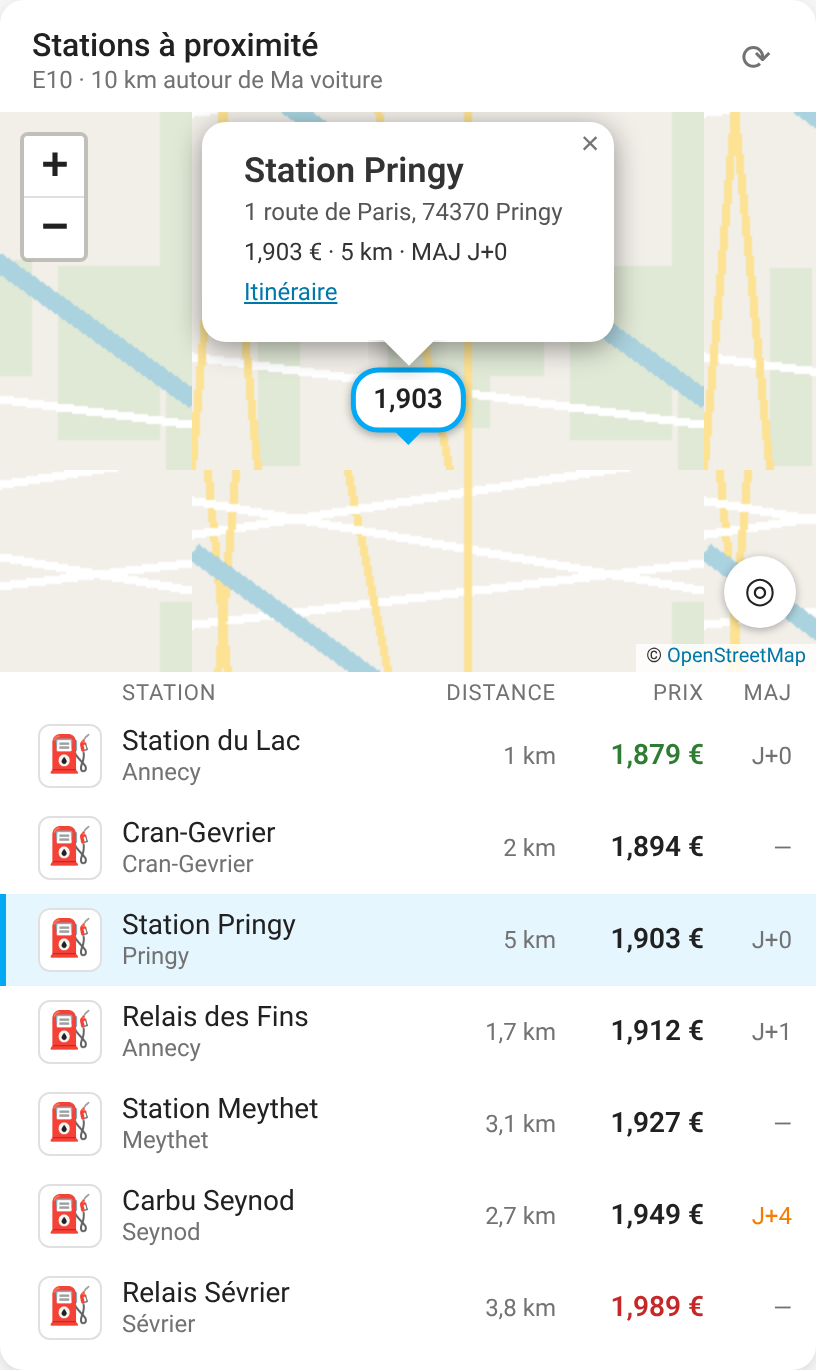 Stations à proximité
E10 · 10 km autour de Ma voiture
⟳
+
−
×
Station Pringy
1 route de Paris, 74370 Pringy
1,903 € · 5 km · MAJ J+0
Itinéraire
1,903
© OpenStreetMap
STATION DISTANCE PRIX MAJ
Station du Lac
Annecy
1 km 1,879 € J+0
Cran-Gevrier
Cran-Gevrier
2 km 1,894 € –
Station Pringy
Pringy
5 km 1,903 € J+0
Relais des Fins
Annecy
1,7 km 1,912 € J+1
Station Meythet
Meythet
3,1 km 1,927 € –
Carbu Seynod
Seynod
2,7 km 1,949 € J+4
Relais Sévrier
Sévrier
3,8 km 1,989 € –